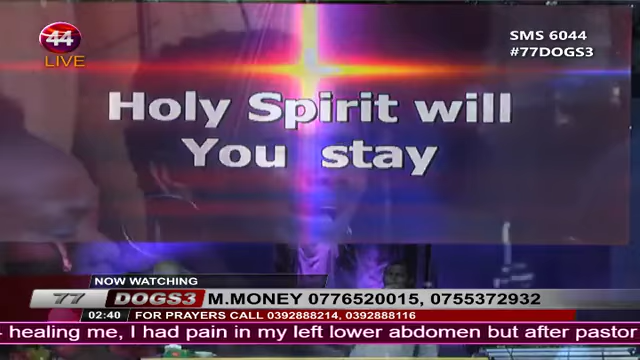 44
LIVE
SMS 6044
#77DOGS3
Holy Spirit will
You stay
NOW WATCHING
77 DOGS3 M.MONEY 0776520015, 0755372932
02:40 FOR PRAYERS CALL 0392888214, 0392888116
healing me, I had pain in my left lower abdomen but after pastor